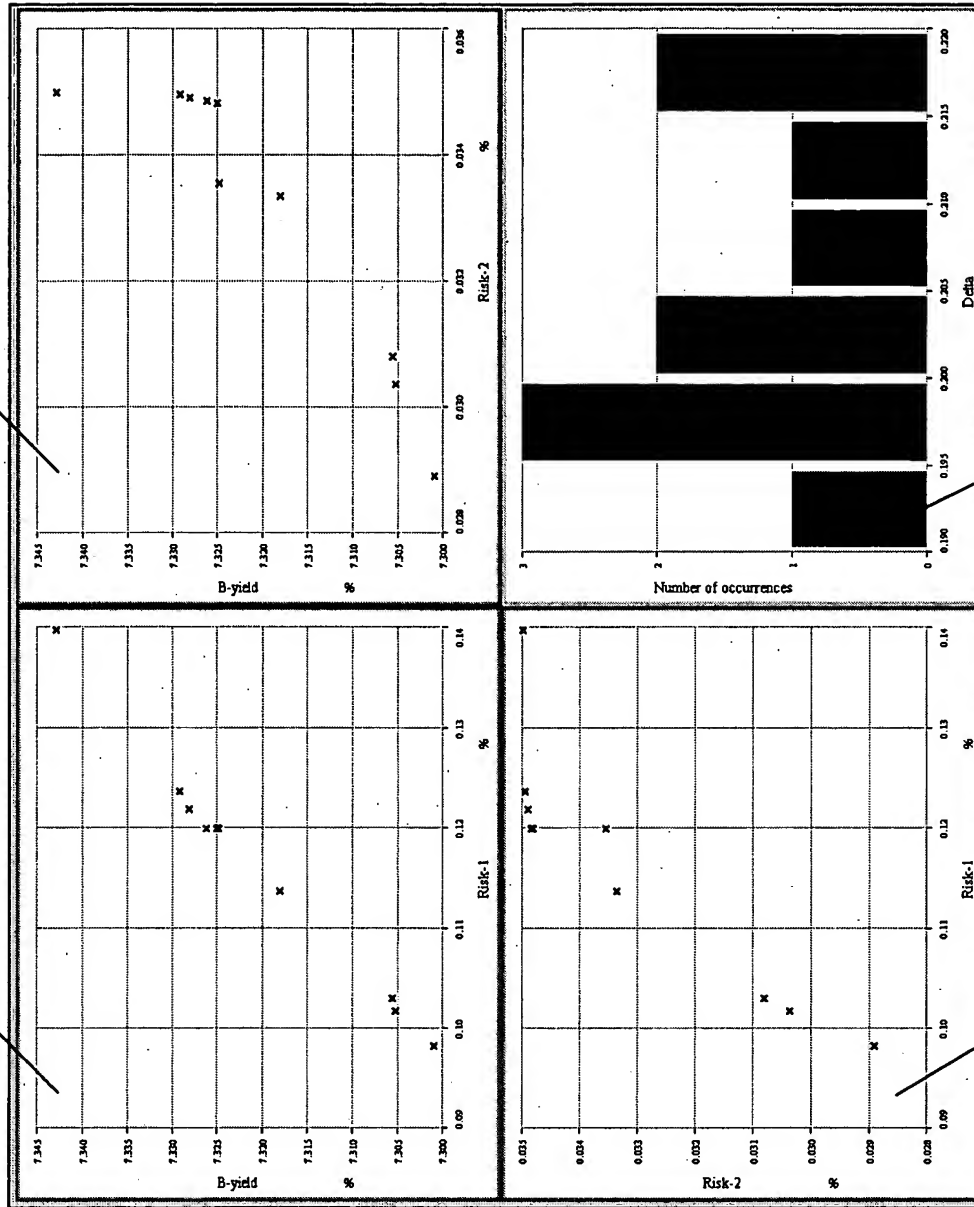 7.345
7.340
7.335
7.330
7.325
7.320
7.315
7.310
7.305
7.300
B-yield %
0.09 0.10 0.11 0.12 0.13 0.14
Risk-1 %
7.345
7.340
7.335
7.330
7.325
7.320
7.315
7.310
7.305
7.300
B-yield %
0.028 0.030 0.032 0.034 0.036
Risk-2 %
0.035
0.034
0.033
0.032
0.031
0.030
0.029
0.028
Risk-2 %
0.09 0.10 0.11 0.12 0.13 0.14
Risk-1 %
3
2
1
0
Number of occurrences
0.190 0.195 0.200 0.205 0.210 0.215 0.220
Delta